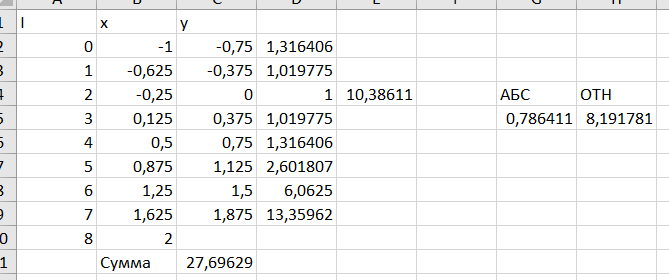 A B C D E F G H
1 I x y
2 0 -1 -0,75 1,316406
3 1 -0,625 -0,375 1,019775
4 2 -0,25 0 1 10,38611 АБС ОТН
5 3 0,125 0,375 1,019775 0,786411 8,191781
6 4 0,5 0,75 1,316406
7 5 0,875 1,125 2,601807
8 6 1,25 1,5 6,0625
9 7 1,625 1,875 13,35962
0 8 2
1 Сумма 27,69629